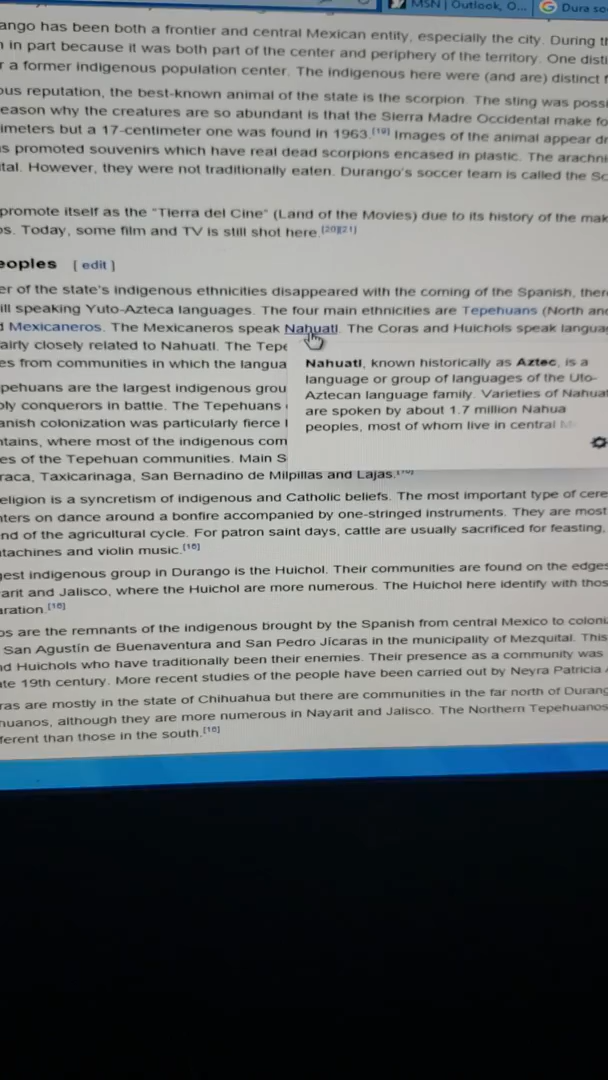 MSN | Outlook, O...
Dura so
ango has been both a frontier and central Mexican entity, especially the city. During th
n in part because it was both part of the center and periphery of the territory. One disti
r a former indigenous population center. The indigenous here were (and are) distinct f
ous reputation, the best-known animal of the state is the scorpion. The sting was possi
eason why the creatures are so abundant is that the Sierra Madre Occidental make fo
imeters but a 17-centimeter one was found in 1963.[19] Images of the animal appear
s promoted souvenirs which have real dead scorpions encased in plastic. The arachni
ital. However, they were not traditionally eaten. Durango's soccer team is called the Sc
promote itself as the "Tierra del Cine" (Land of the Movies) due to its history of the mak
os. Today, some film and TV is still shot here.[20][21]
eoples [ edit ]
er of the state's indigenous ethnicities disappeared with the coming of the Spanish, ther
ill speaking Yuto-Azteca languages. The four main ethnicities are Tepehuans (North and
d Mexicaneros. The Mexicaneros speak Nahuatl. The Coras and Huichols speak langua
airly closely related to Nahuatl. The Tepe
es from communities in which the langua
epehuans are the largest indigenous grou
oly conquerors in battle. The Tepehuans
anish colonization was particularly fierce
ntains, where most of the indigenous com
es of the Tepehuan communities. Main S
Nahuatl, known historically as Aztec, is a
language or group of languages of the Uto-
Aztecan language family. Varieties of Nahuat
are spoken by about 1.7 million Nahua
peoples, most of whom live in central
raca, Taxicaringa, San Bernadino de Milpillas and Lajas.
eligion is a syncretism of indigenous and Catholic beliefs. The most important type of cere
nters on dance around a bonfire accompanied by one-stringed instruments. They are most
nd of the agricultural cycle. For patron saint days, cattle are usually sacrificed for feasting,
atachines and violin music.[16]
gest indigenous group in Durango is the Huichol. Their communities are found on the edges
arit and Jalisco, where the Huichol are more numerous. The Huichol here identify with thos
aration.[16]
os are the remnants of the indigenous brought by the Spanish from central Mexico to coloni
San Agustín de Buenaventura and San Pedro Jícaras in the municipality of Mezquital. This
nd Huichols who have traditionally been their enemies. Their presence as a community was
ate 19th century. More recent studies of the people have been carried out by Neyra Patricia A
ras are mostly in the state of Chihuahua but there are communities in the far north of Durang
huanos, although they are more numerous in Nayarit and Jalisco. The Northern Tepehuanos
fferent than those in the south.[16]